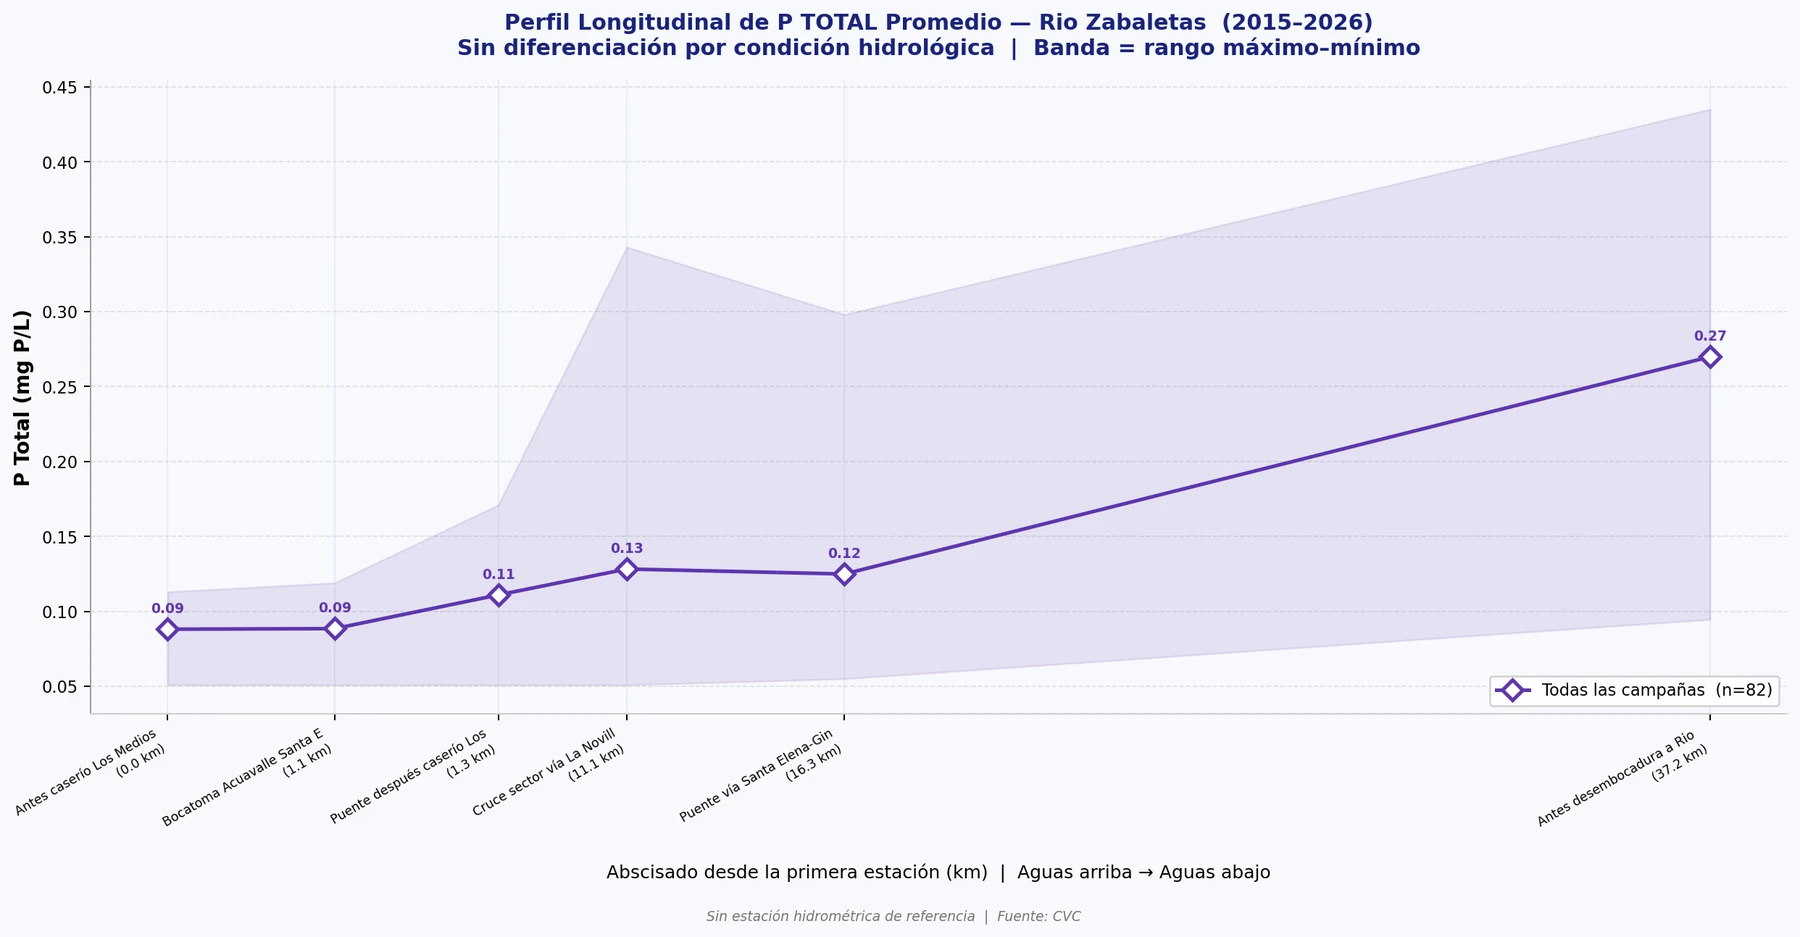 Perfil Longitudinal de P TOTAL Promedio — Rio Zabaletas  (2015–2026)
Sin diferenciación por condición hidrológica  |  Banda = rango máximo–mínimo
P Total (mg P/L)
0.45
0.40
0.35
0.30
0.25
0.20
0.15
0.10
0.05
0.09
0.09
0.11
0.13
0.12
0.27
Todas las campañas  (n=82)
Antes caserío Los Medios
(0.0 km)
Bocatoma Acuavalle Santa E
(1.1 km)
Puente después caserío Los
(1.3 km)
Cruce sector vía La Novill
(11.1 km)
Puente vía Santa Elena-Gin
(16.3 km)
Antes desembocadura a Rio
(37.2 km)
Abscisado desde la primera estación (km)  |  Aguas arriba → Aguas abajo
Sin estación hidrométrica de referencia  |  Fuente: CVC